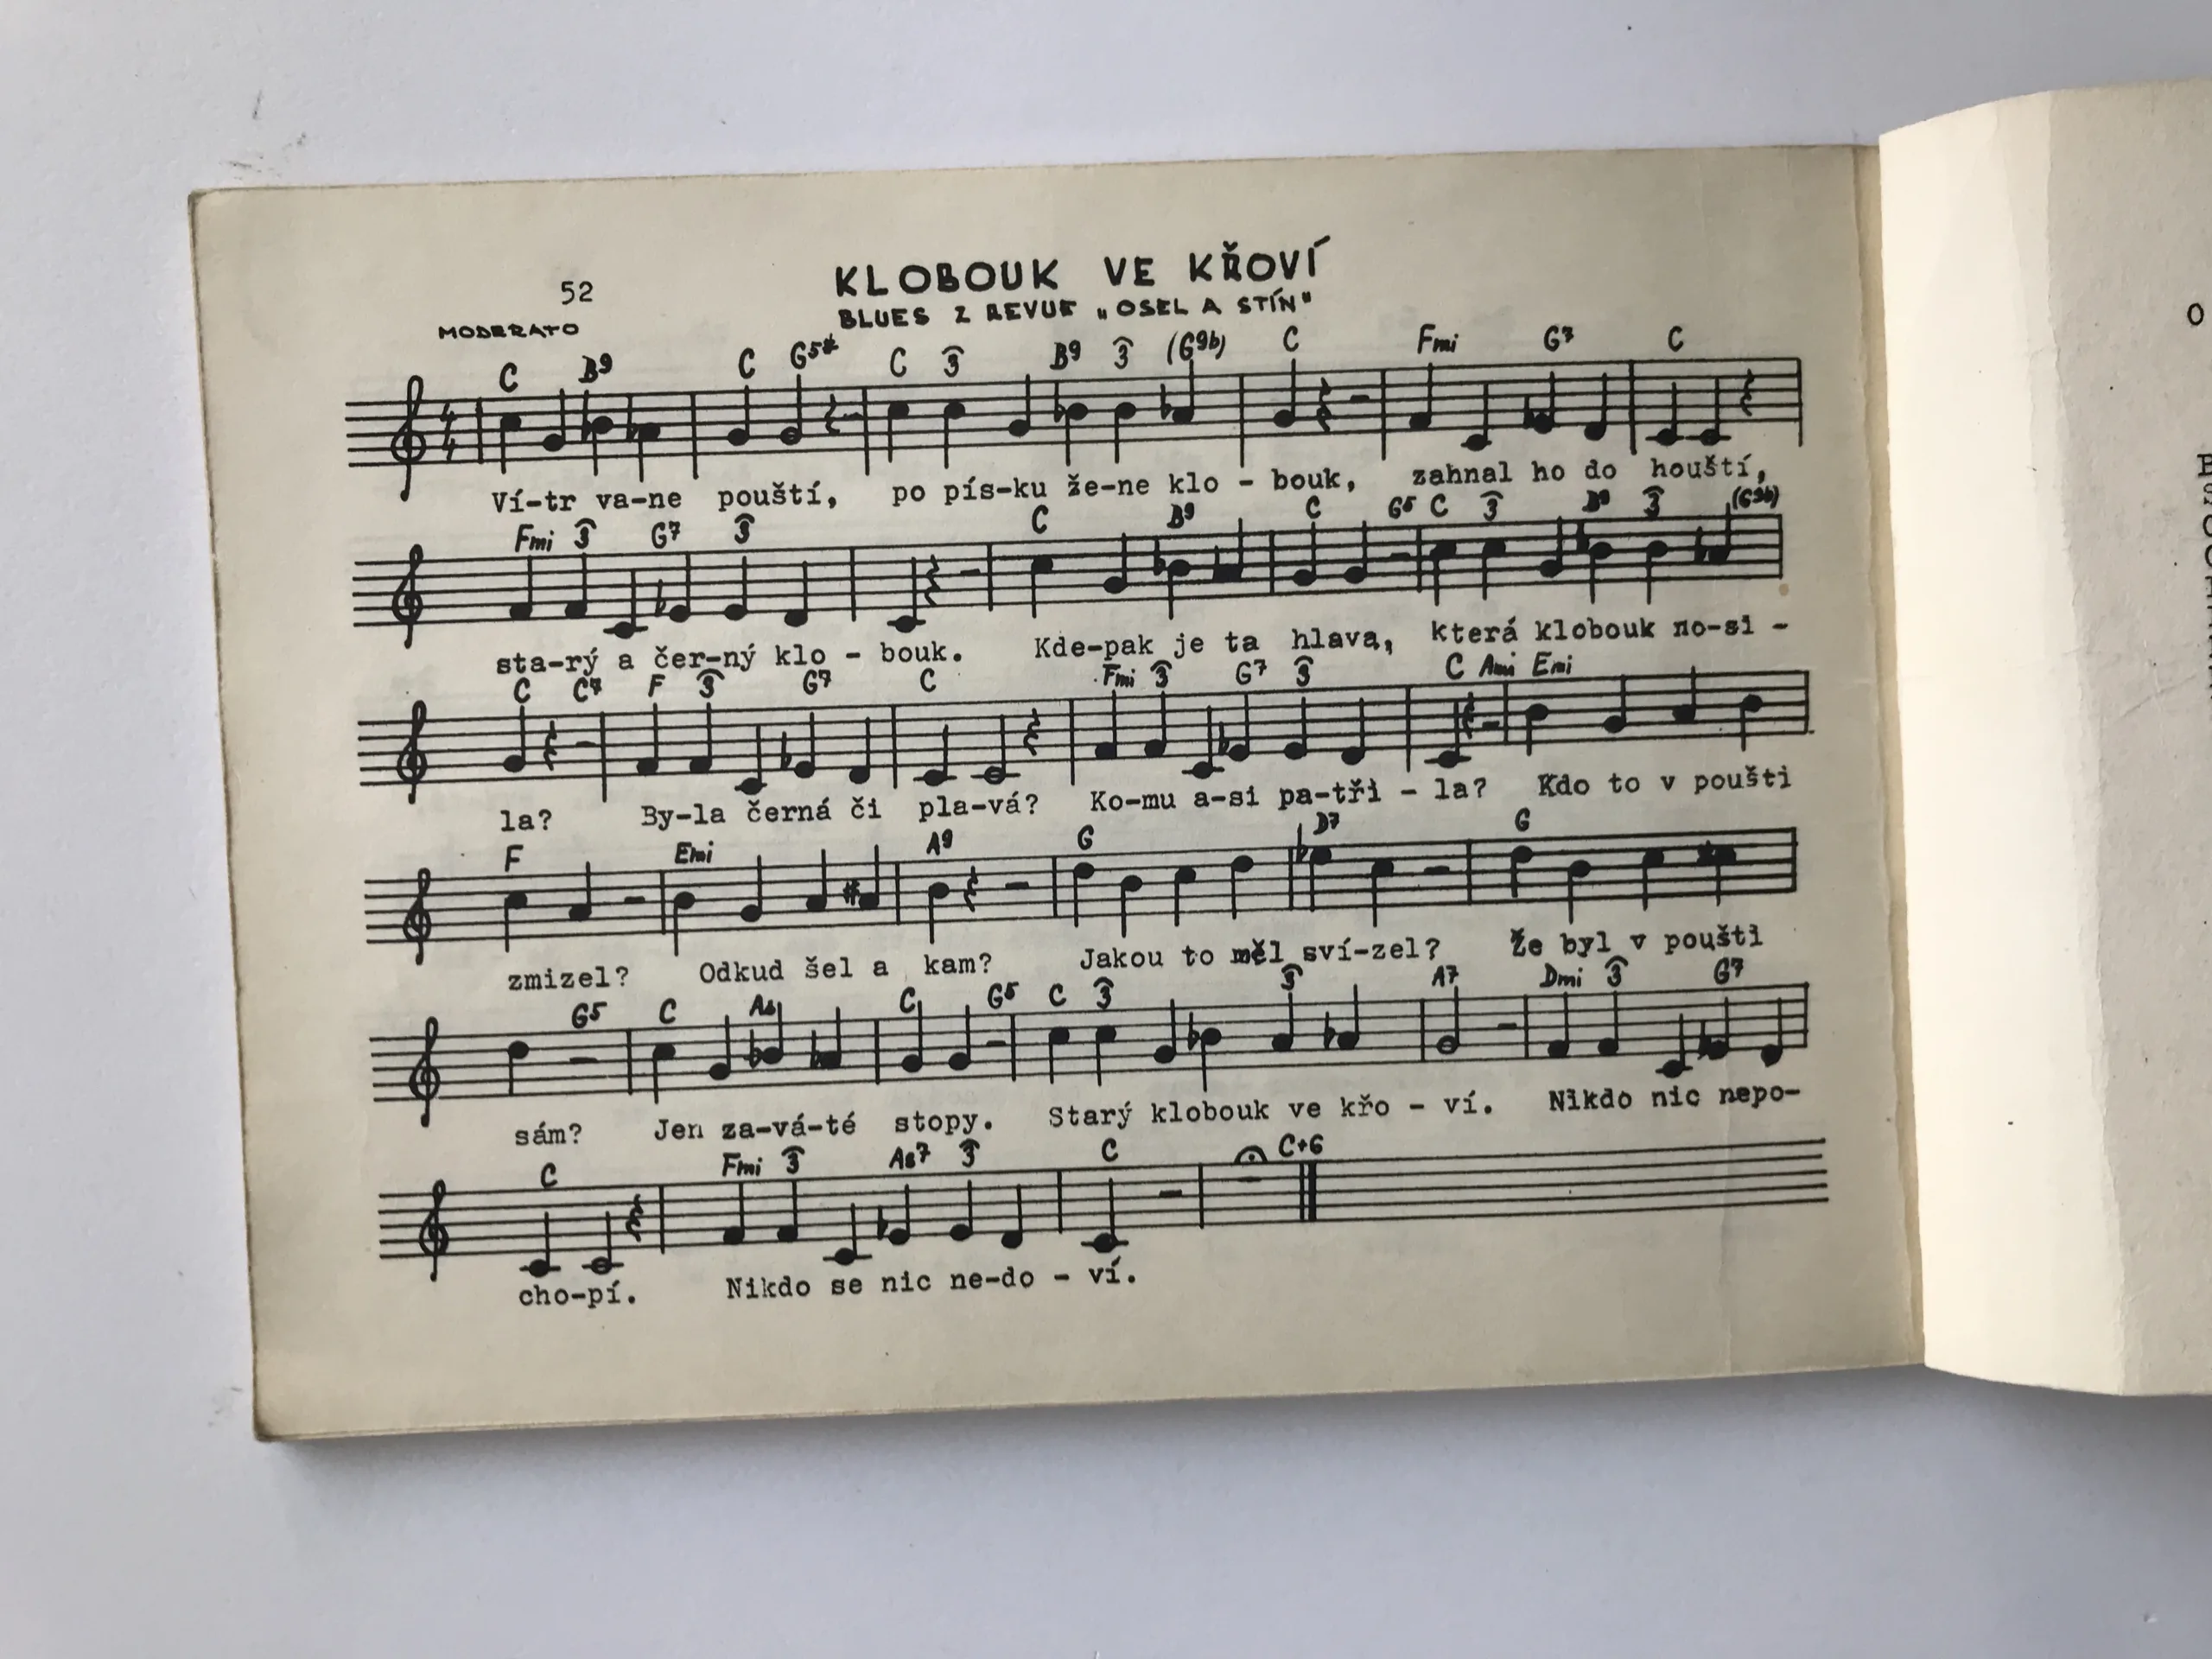 52
KLOBOUK VE KŘOVÍ
BLUES Z REVUE „OSEL A STÍN"
MODERATO
C B9 C G5# C 3 B9 3 (G9b) C Fmi G7 C
4/4
Ví-tr va-ne pouští, po pís-ku že-ne klo - bouk, zahnal ho do houští,
Fmi 3 G7 3 C B9 C G5 C 3 B9 3 (G9b)
sta-rý a čer-ný klo - bouk. Kde-pak je ta hlava, která klobouk no-si -
C C7 F 3 G7 C Fmi 3 G7 3 C Ami Emi
la? By-la černá či pla-vá? Ko-mu a-si pa-tři - la? Kdo to v poušti
F Emi A9 G D7 G
zmizel? Odkud šel a kam? Jakou to měl sví-zel? Že byl v poušti
G5 C As C G5 C 3 3 A7 Dmi 3 G7
sám? Jen za-vá-té stopy. Starý klobouk ve křo - ví. Nikdo nic nepo-
C Fmi 3 As7 3 C C+6
cho-pí. Nikdo se nic ne-do - ví.
O